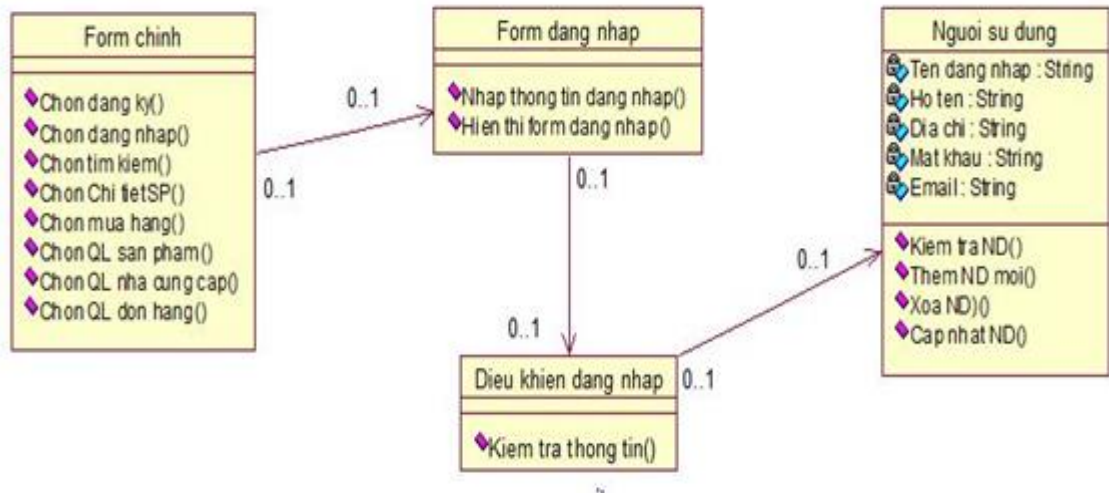 Form chinh
Chon dang ky()
Chon dang nhap()
Chon tim kiem()
Chon Chi tietSP()
Chon mua hang()
Chon QL san pham()
Chon QL nha cung cap()
Chon QL don hang()
0..1
0..1
Form dang nhap
Nhap thong tin dang nhap()
Hien thi form dang nhap()
0..1
0..1
Dieu khien dang nhap
Kiem tra thong tin()
0..1
0..1
Nguoi su dung
Ten dang nhap : String
Ho ten : String
Dia chi : String
Mat khau : String
Email : String
Kiem tra ND()
Them ND moi()
Xoa ND)()
Cap nhat ND()